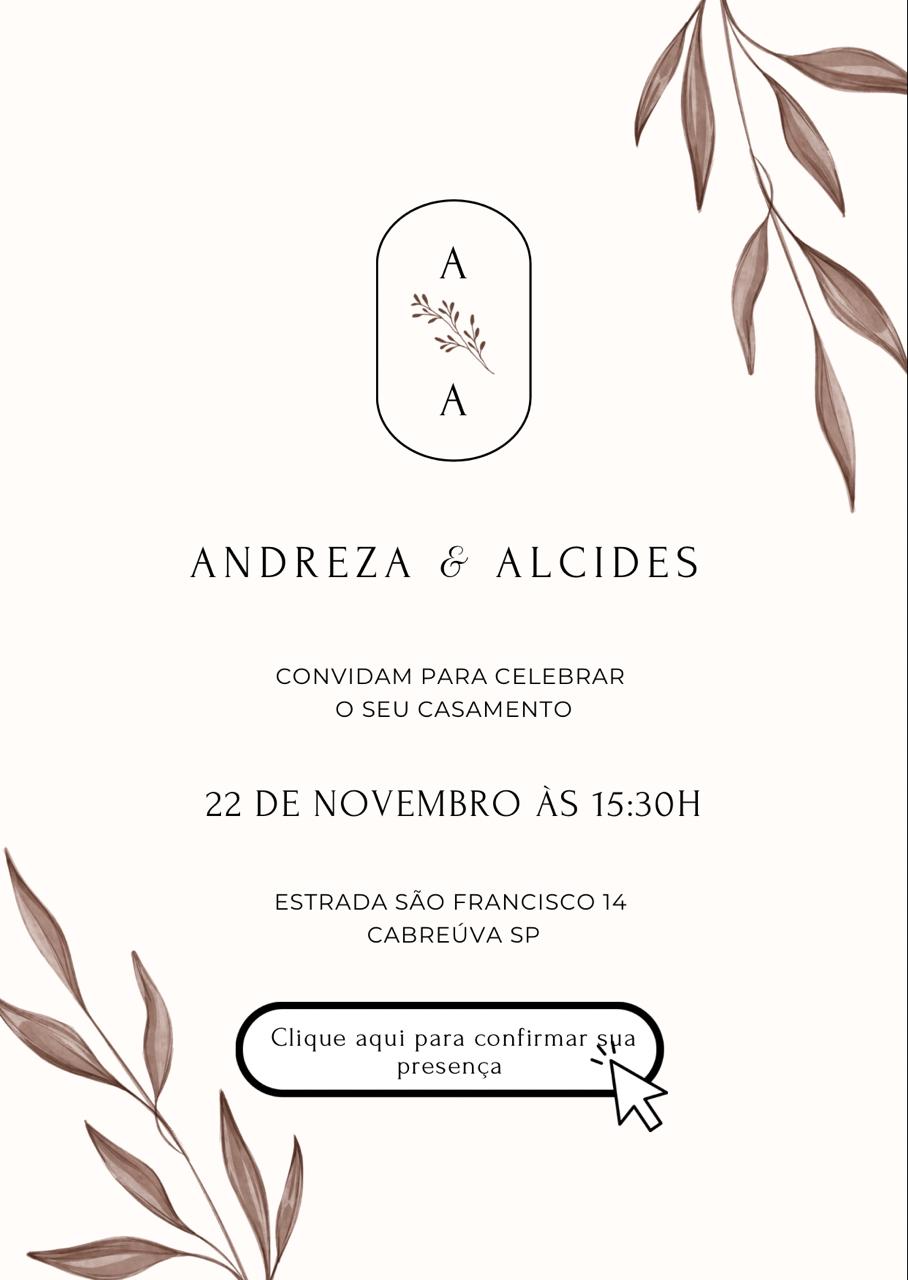 A
A
ANDREZA & ALCIDES
CONVIDAM PARA CELEBRAR
O SEU CASAMENTO
22 DE NOVEMBRO ÀS 15:30H
ESTRADA SÃO FRANCISCO 14
CABREÚVA SP
Clique aqui para confirmar sua
presença